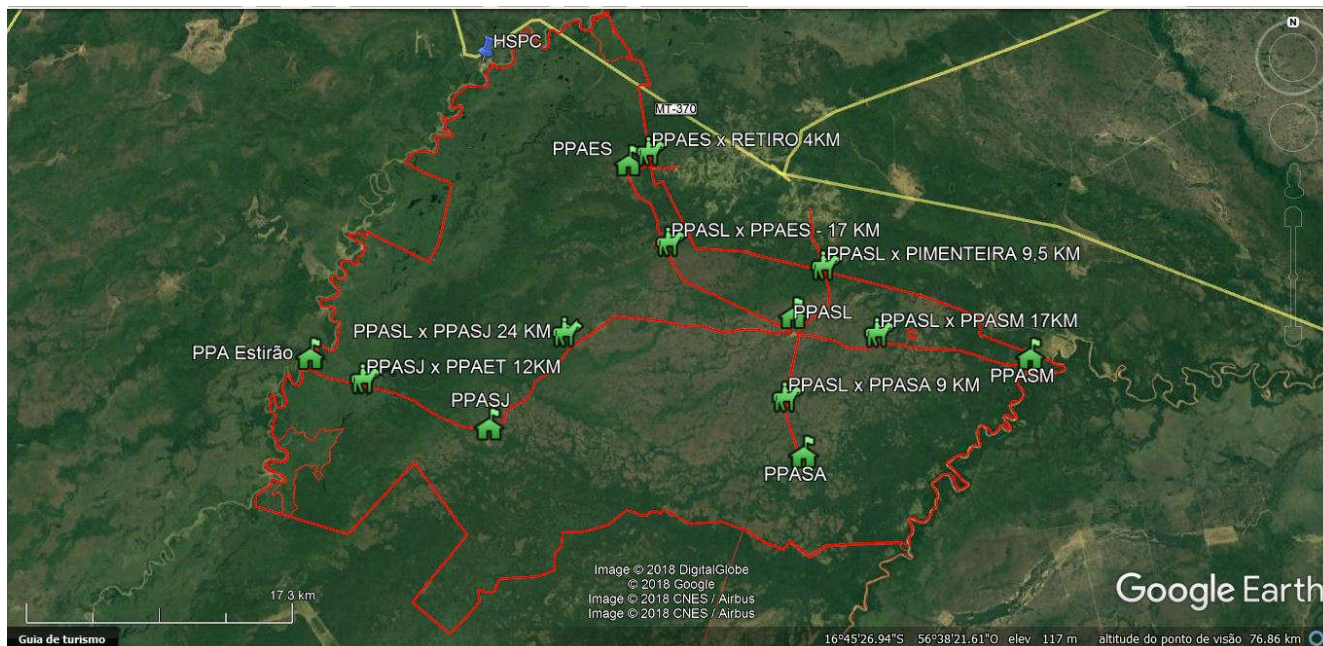 HSPC
MT-370
PPAES x RETIRO 4KM
PPAES
PPASL x PPAES - 17 KM
PPASL x PIMENTEIRA 9,5 KM
PPASL
PPASL x PPASJ 24 KM
PPASL x PPASM 17KM
PPA Estirão
PPASJ x PPAET 12KM
PPASM
PPASL x PPASA 9 KM
PPASJ
PPASA
Image © 2018 DigitalGlobe
© 2018 Google
Image © 2018 CNES / Airbus
Image © 2018 CNES / Airbus
Google Earth
17.3 km
N
Guia de turismo
16°45'26.94"S 56°38'21.61"O elev 117 m altitude do ponto de visão 76.86 km